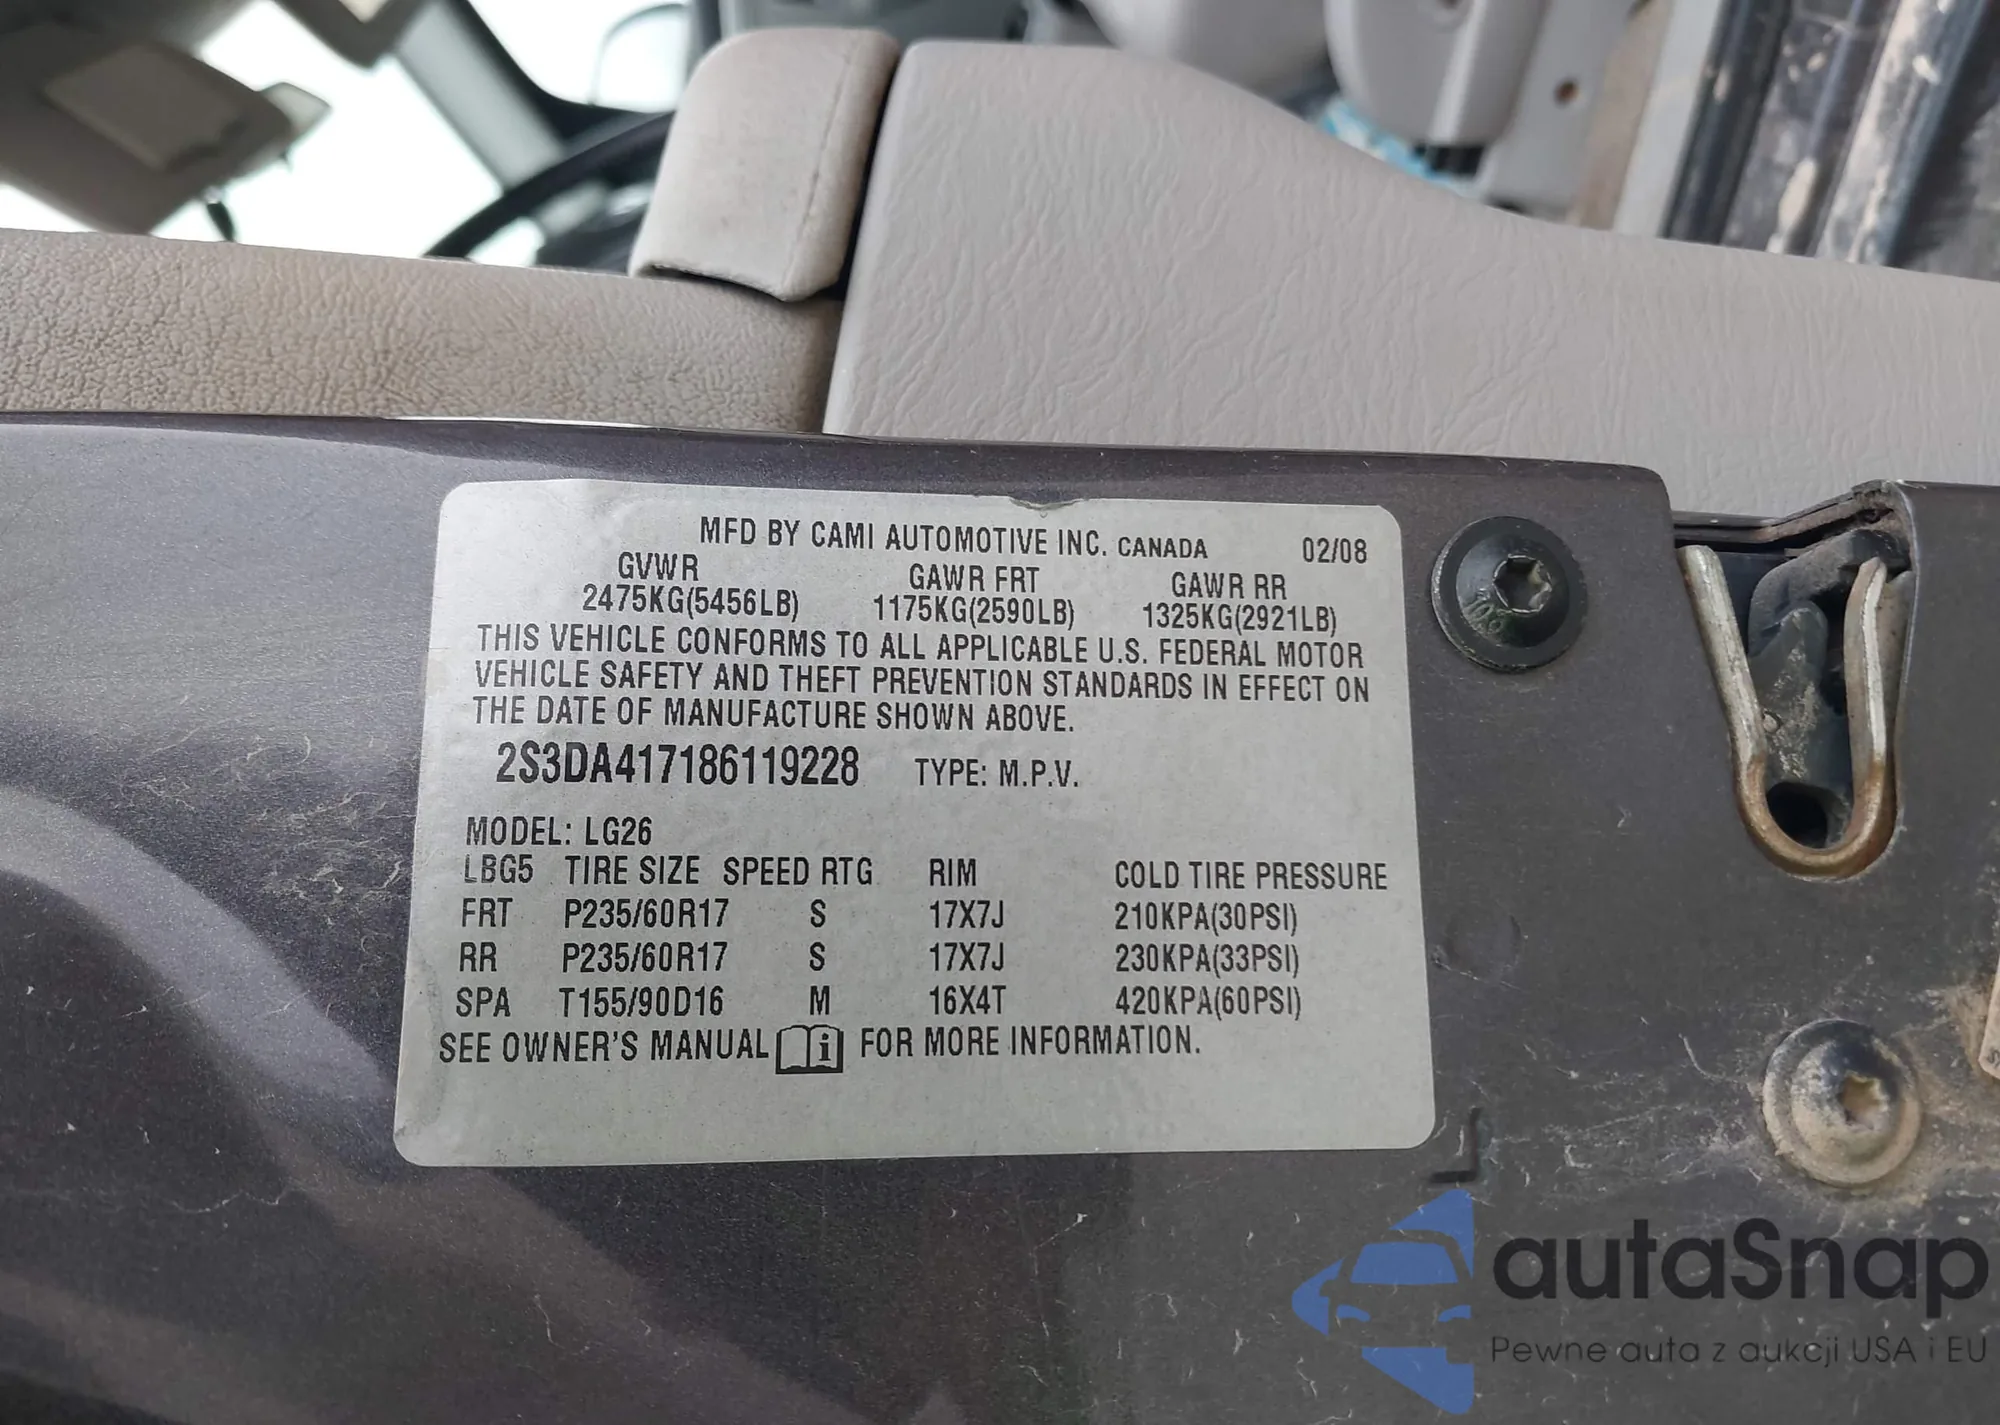 MFD BY CAMI AUTOMOTIVE INC. CANADA 02/08
GVWR GAWR FRT GAWR RR
2475KG(5456LB) 1175KG(2590LB) 1325KG(2921LB)
THIS VEHICLE CONFORMS TO ALL APPLICABLE U.S. FEDERAL MOTOR
VEHICLE SAFETY AND THEFT PREVENTION STANDARDS IN EFFECT ON
THE DATE OF MANUFACTURE SHOWN ABOVE.
2S3DA417186119228 TYPE: M.P.V.
MODEL: LG26
LBG5 TIRE SIZE SPEED RTG RIM COLD TIRE PRESSURE
FRT P235/60R17 S 17X7J 210KPA(30PSI)
RR P235/60R17 S 17X7J 230KPA(33PSI)
SPA T155/90D16 M 16X4T 420KPA(60PSI)
SEE OWNER'S MANUAL i FOR MORE INFORMATION.
autaSnap
Pewne auta z aukcji USA i EU